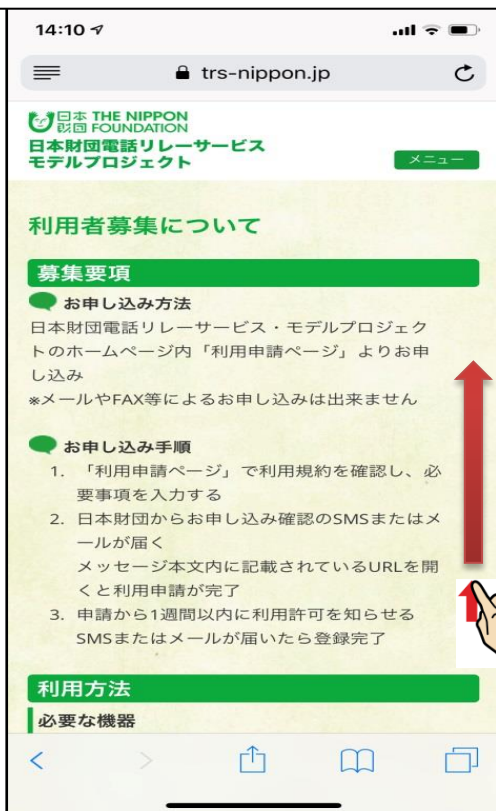 14:10
trs-nippon.jp
日本 THE NIPPON
財団 FOUNDATION
日本財団電話リレーサービス
モデルプロジェクト
メニュー
利用者募集について
募集要項
お申し込み方法
日本財団電話リレーサービス・モデルプロジェク
トのホームページ内「利用申請ページ」よりお申
し込み
※メールやFAX等によるお申し込みは出来ません
お申し込み手順
1. 「利用申請ページ」で利用規約を確認し、必
要事項を入力する
2. 日本財団からお申し込み確認のSMSまたはメ
ールが届く
メッセージ本文内に記載されているURLを開
くと利用申請が完了
3. 申請から1週間以内に利用許可を知らせる
SMSまたはメールが届いたら登録完了
利用方法
必要な機器